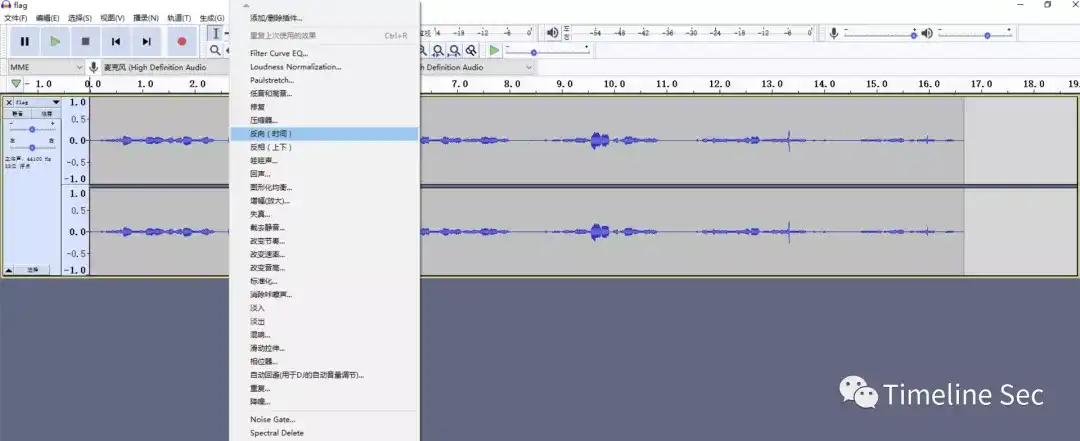 flag
文件(F) 编辑(E) 选择(S) 视图(V) 播录(N) 轨道(T) 生成(G)
-54 -48 -42 -36 -30 -24 -18 -12 -6 0
MME
麦克风 (High Definition Audio
h Definition Audio
-1.0 0.0 1.0 2.0 7.0 8.0 9.0 10.0 11.0 12.0 13.0 14.0 15.0 16.0 17.0 18.0 19.
flag
静音 独奏
- +
左 右
立体声, 44100 Hz
32位 浮点
选择
1.0
0.5
0.0
-0.5
-1.0
1.0
0.5
0.0
-0.5
-1.0
添加/删除插件...
重复上次使用的效果 Ctrl+R
Filter Curve EQ...
Loudness Normalization...
Paulstretch...
低音和高音...
修复
压缩器...
反向（时间）
反相（上下）
哇哇声...
回声...
图形化均衡...
增幅(放大)...
失真...
截去静音...
改变节奏...
改变速率...
改变音高...
标准化...
消除咔嚓声...
淡入
淡出
混响...
滑动拉伸...
相位器...
自动回避(用于DJ的自动音量调节)...
重复...
降噪...
Noise Gate...
Spectral Delete
Timeline Sec